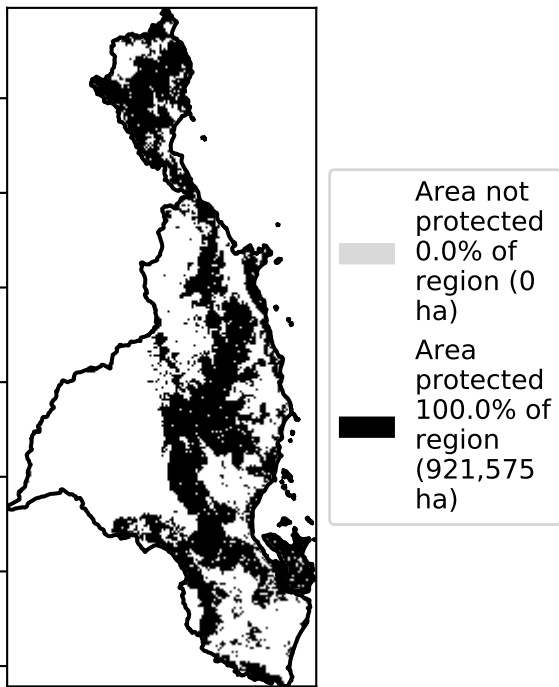 Area not
protected
0.0% of
region (0
ha)
Area
protected
100.0% of
region
(921,575
ha)